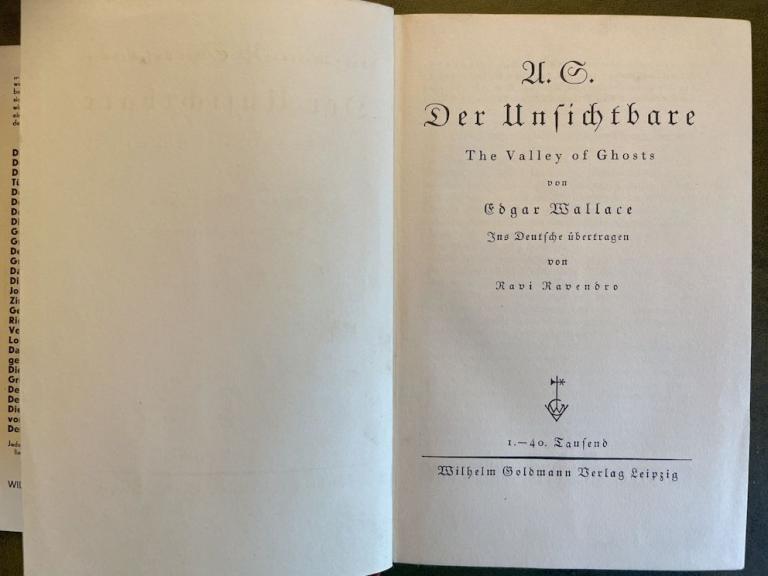 A. S.
Der Unsichtbare
The Valley of Ghosts
von
Edgar Wallace
Ins Deutsche übertragen
von
Ravi Ravendro
1.—40. Tausend
Wilhelm Goldmann Verlag Leipzig